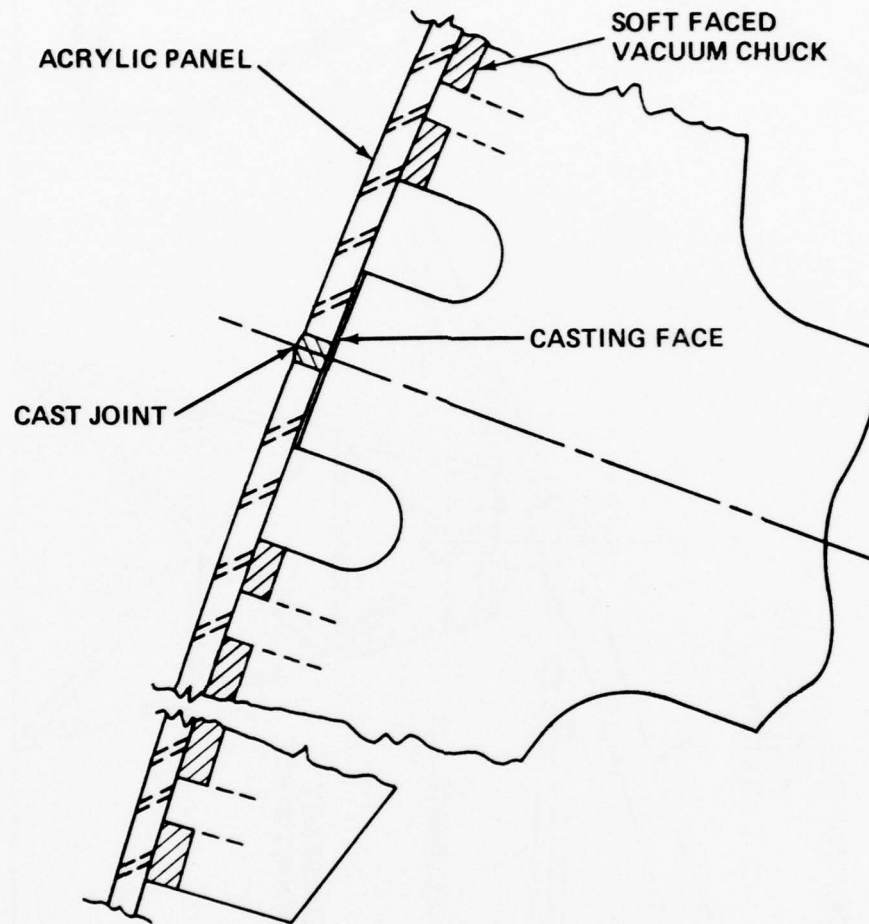 SOFT FACED
VACUUM CHUCK
ACRYLIC PANEL
CASTING FACE
CAST JOINT